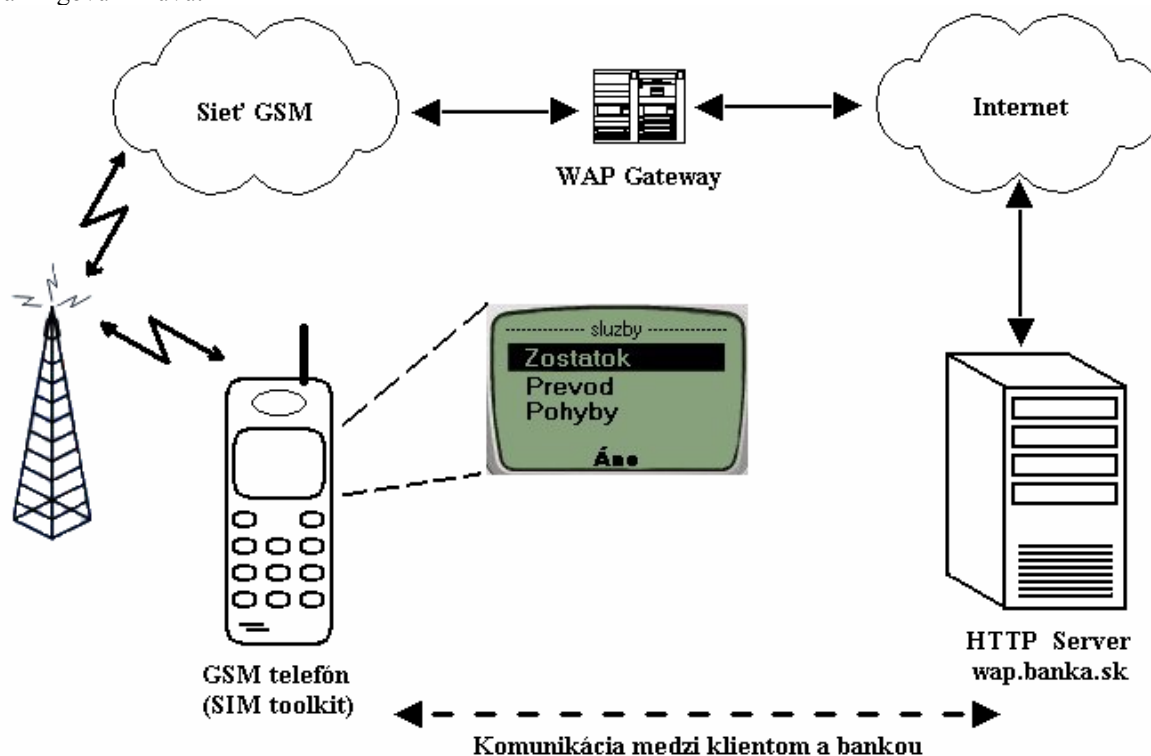 Sieť GSM
Internet
WAP Gateway
sluzby
Zostatok
Prevod
Pohyby
Áno
HTTP Server
wap.banka.sk
GSM telefón
(SIM toolkit)
Komunikácia medzi klientom a bankou